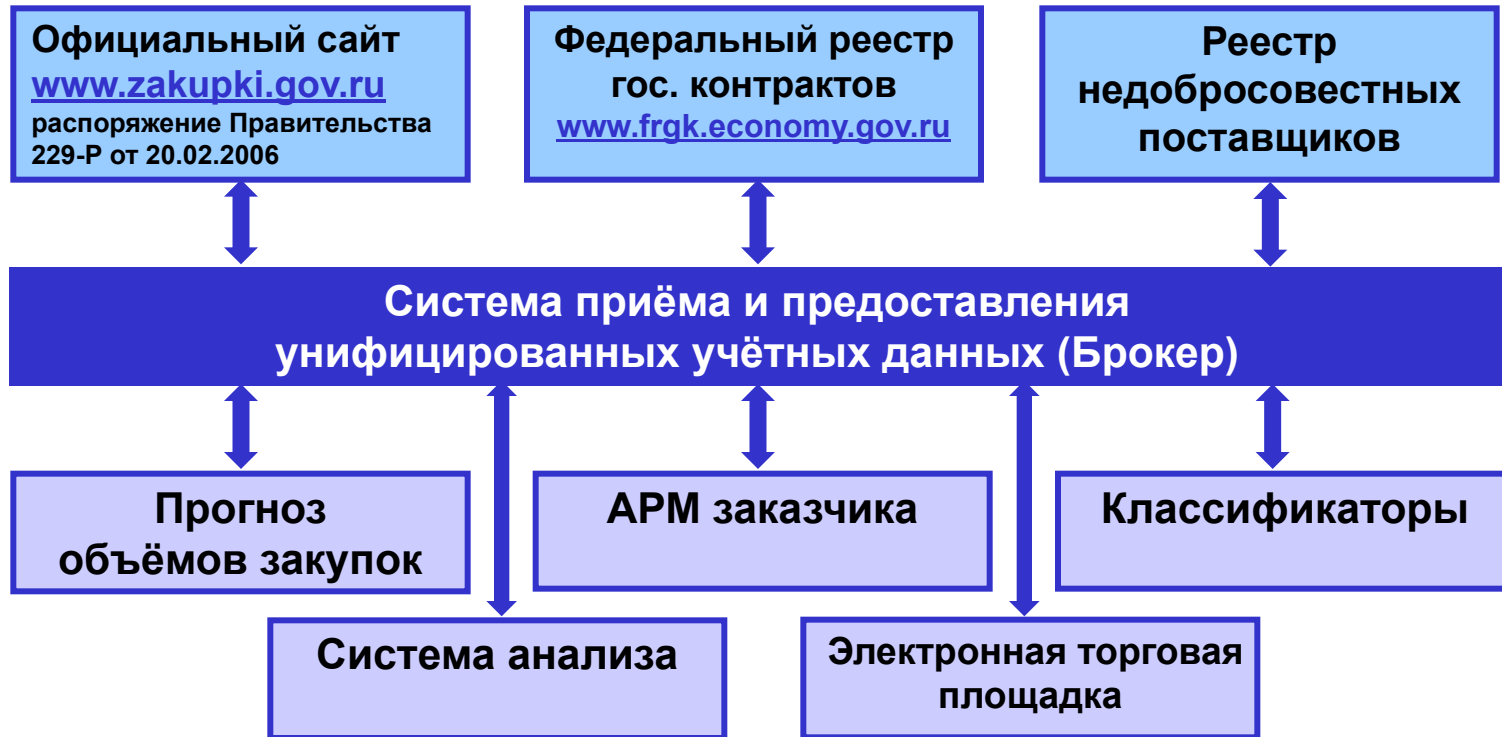 Официальный сайт
www.zakupki.gov.ru
распоряжение Правительства
229-Р от 20.02.2006
Федеральный реестр
гос. контрактов
www.frgk.economy.gov.ru
Реестр
недобросовестных
поставщиков
Система приёма и предоставления
унифицированных учётных данных (Брокер)
Прогноз
объёмов закупок
АРМ заказчика
Классификаторы
Система анализа
Электронная торговая
площадка